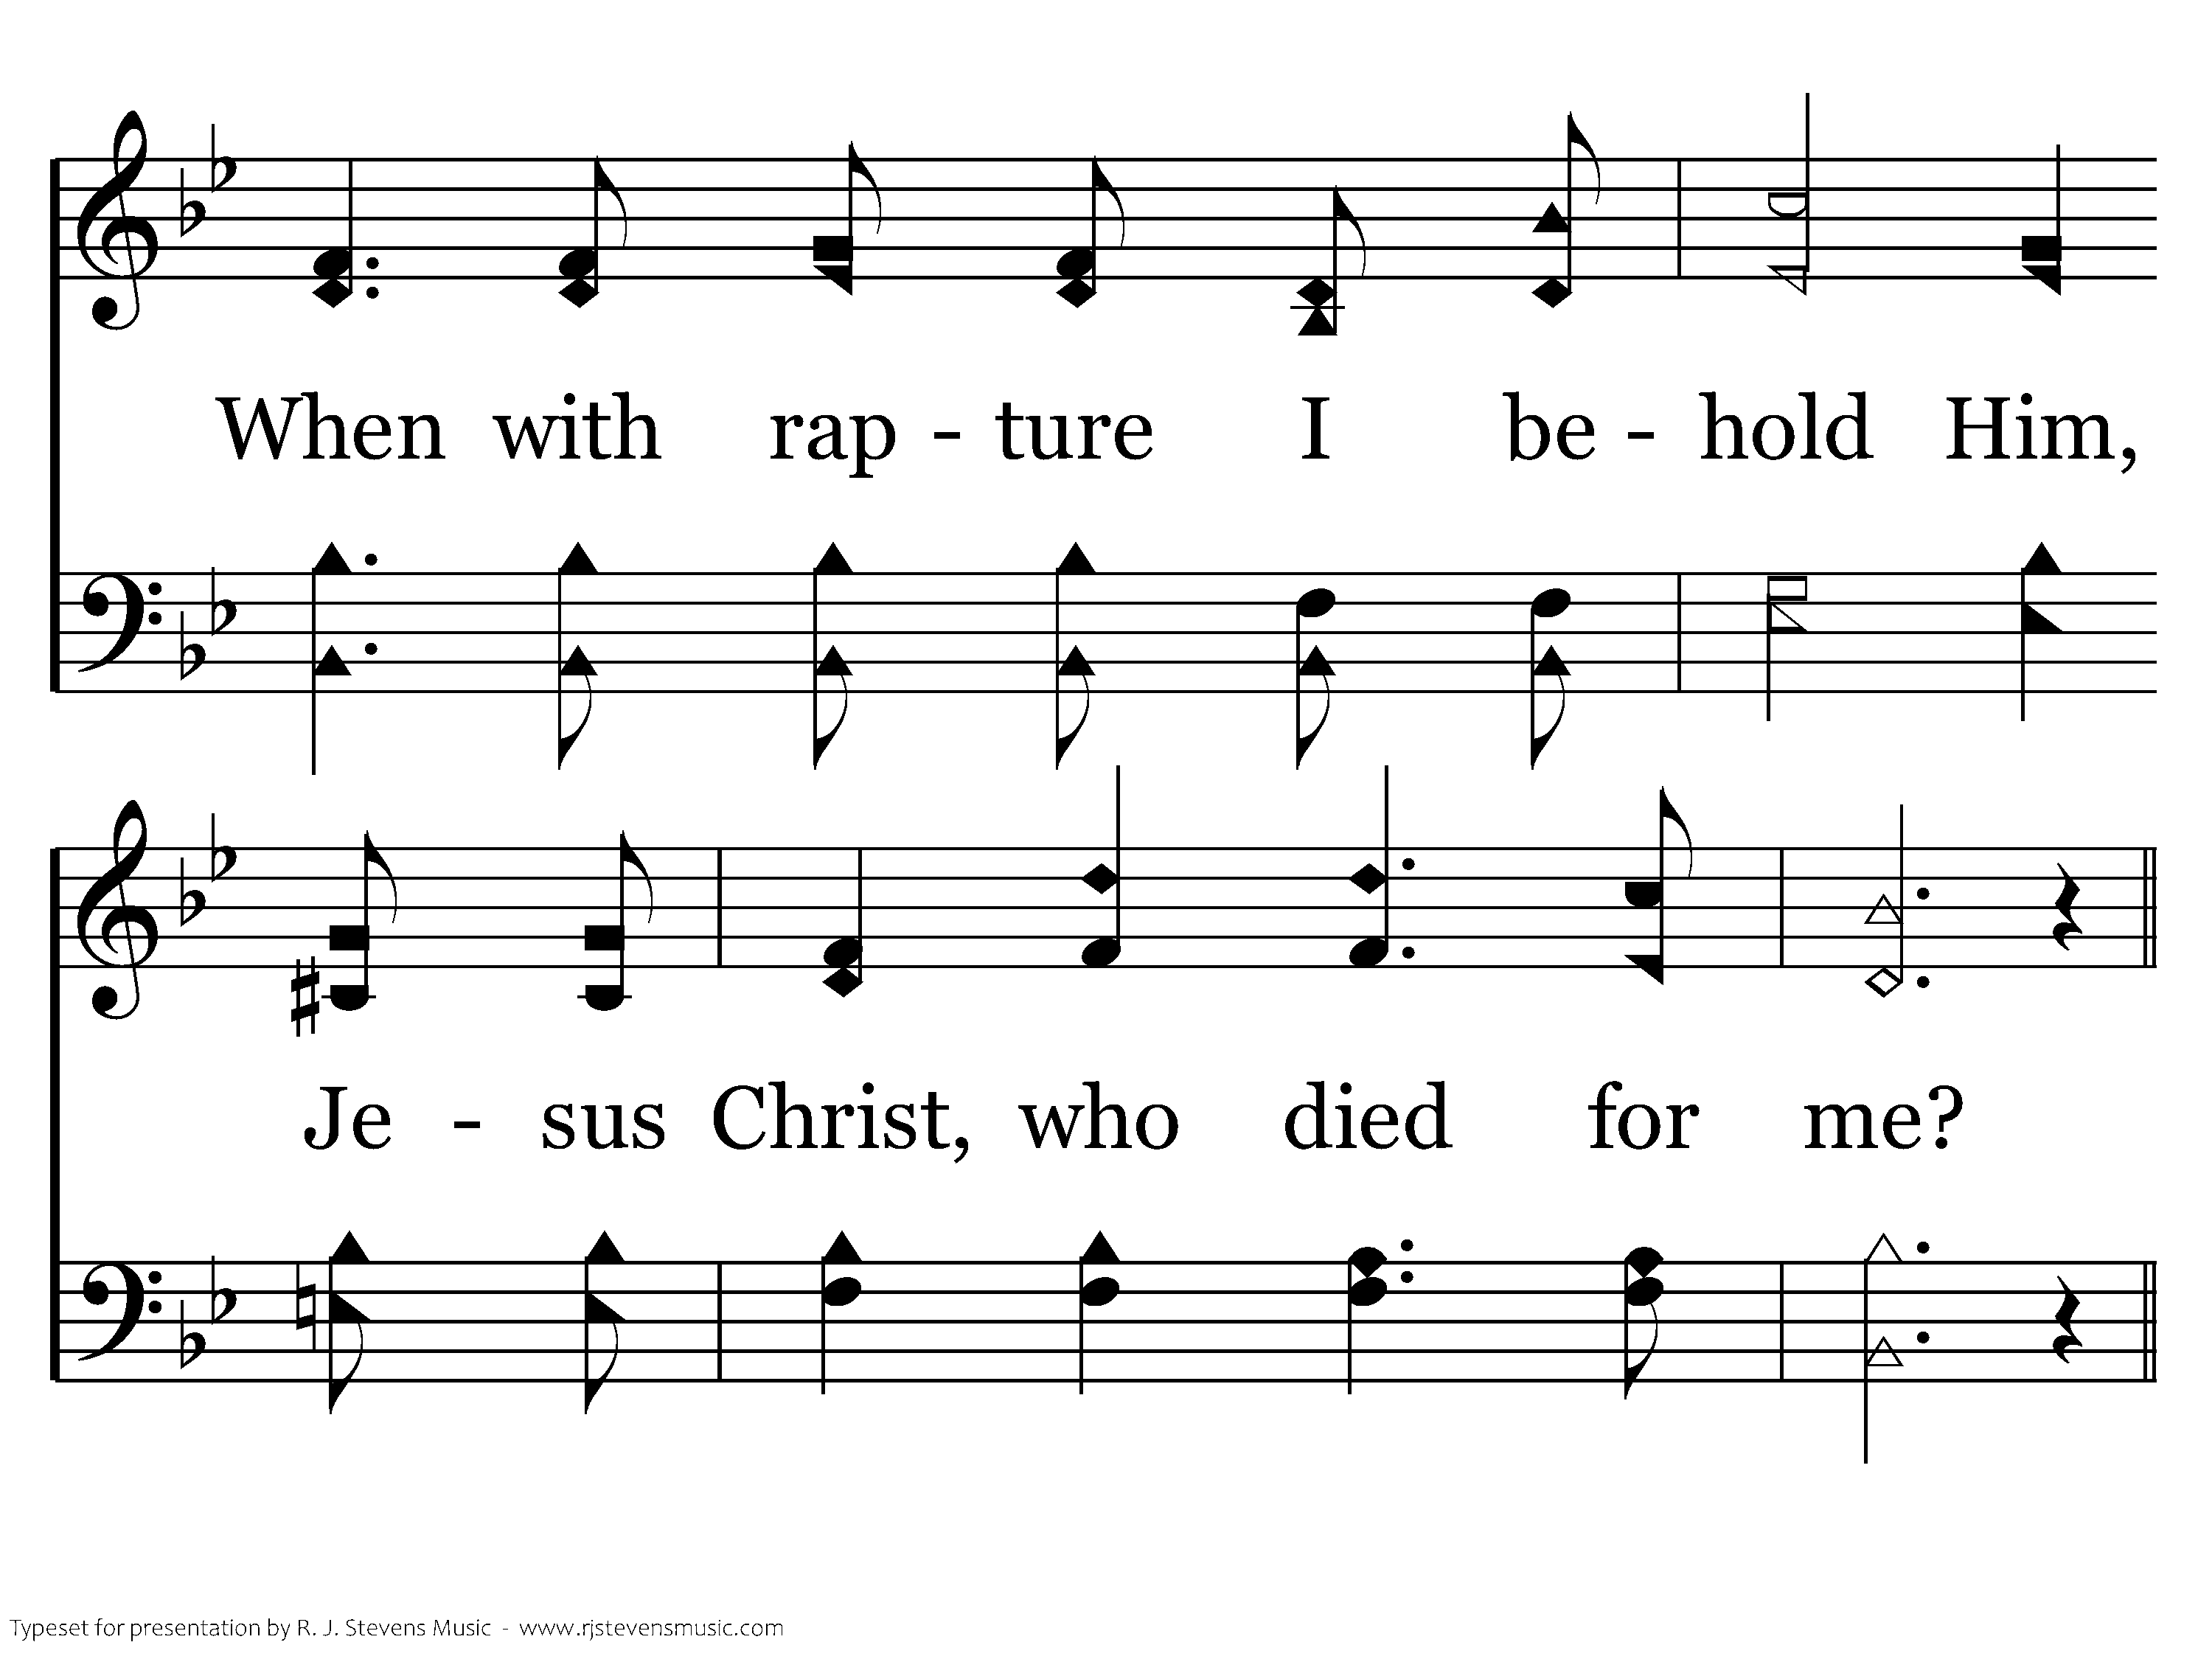 When with rap - ture I be - hold Him,
Je - sus Christ, who died for me?
Typeset for presentation by R. J. Stevens Music - www.rjstevensmusic.com